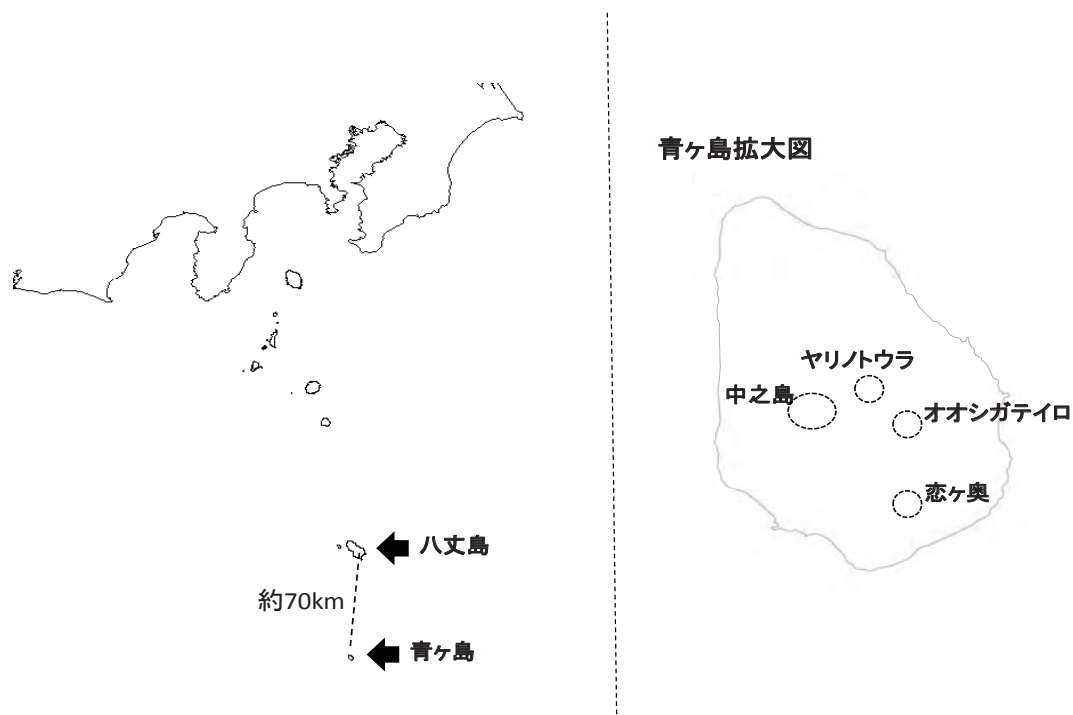 八丈島
約70km
青ヶ島
青ヶ島拡大図
ヤリノトウラ
中之島
オオシガテイロ
恋ヶ奥